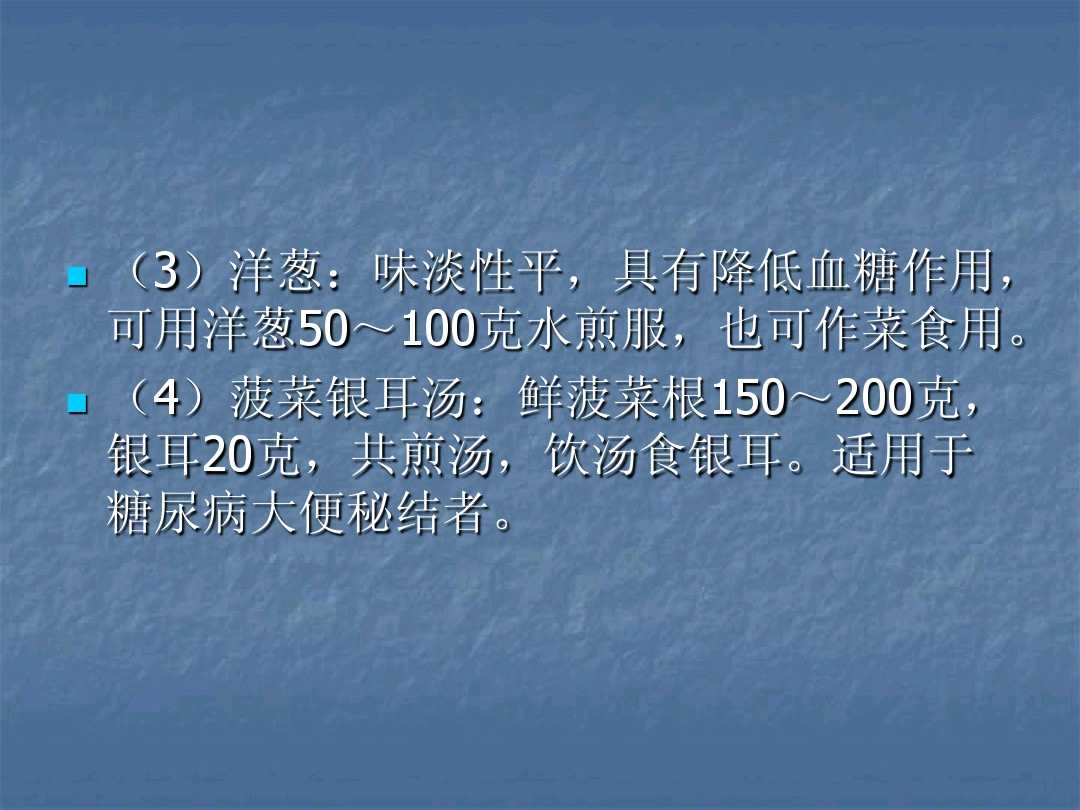 （3）洋葱：味淡性平，具有降低血糖作用，
可用洋葱50～100克水煎服，也可作菜食用。
（4）菠菜银耳汤：鲜菠菜根150～200克，
银耳20克，共煎汤，饮汤食银耳。适用于
糖尿病大便秘结者。